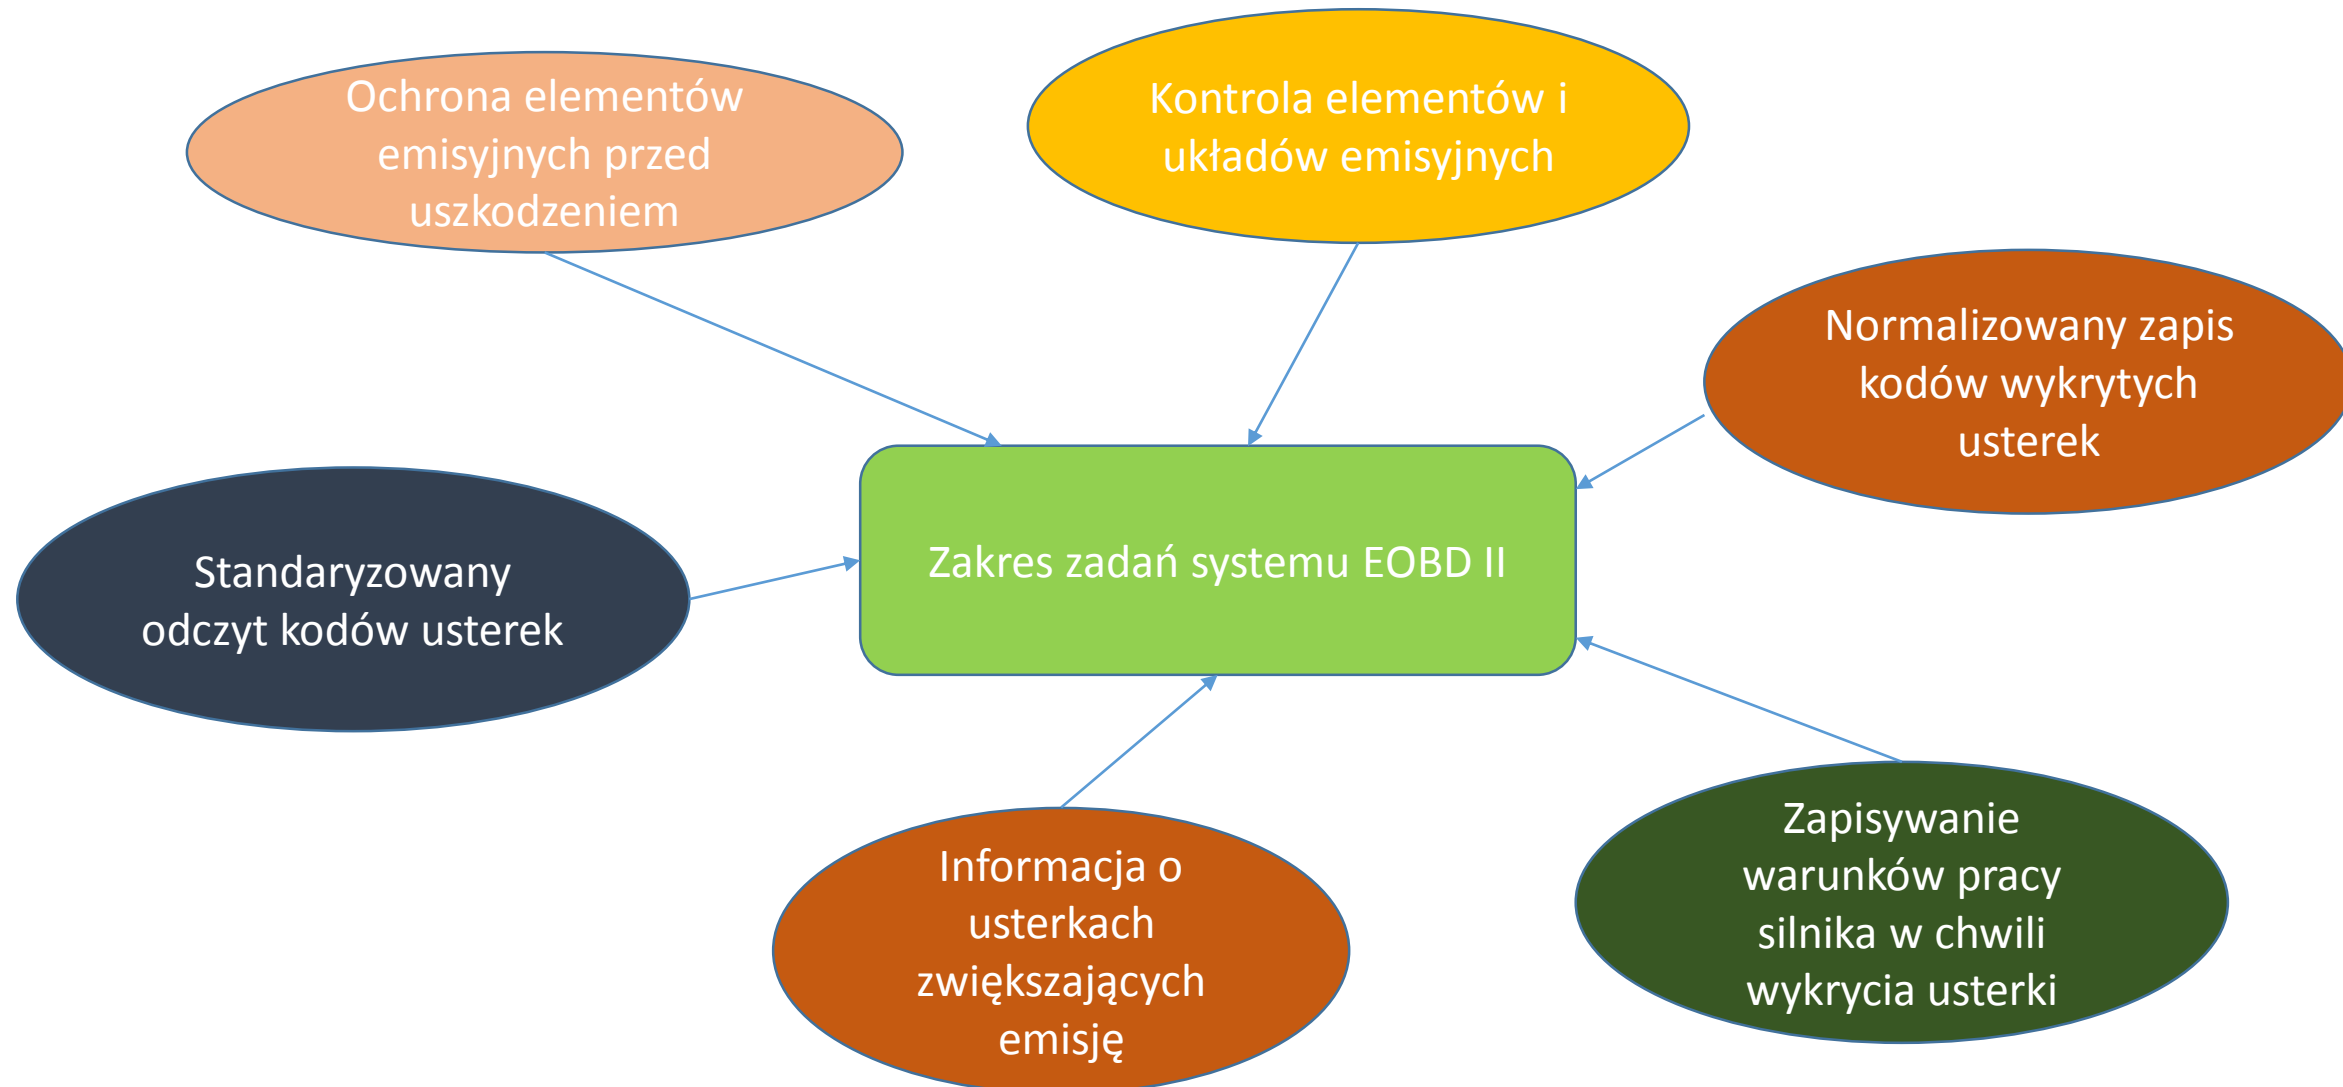 Ochrona elementów
emisyjnych przed
uszkodzeniem
Kontrola elementów i
układów emisyjnych
Normalizowany zapis
kodów wykrytych
usterek
Standaryzowany
odczyt kodów usterek
Zakres zadań systemu EOBD II
Informacja o
usterkach
zwiększających
emisję
Zapisywanie
warunków pracy
silnika w chwili
wykrycia usterki